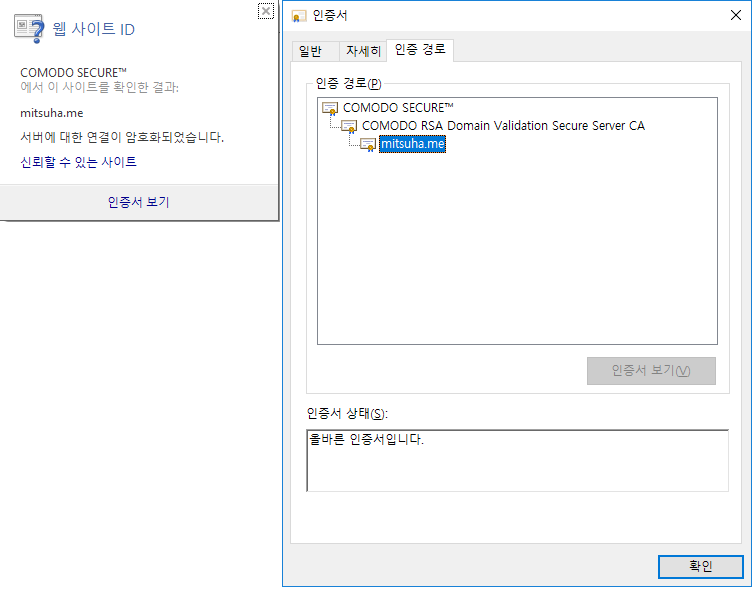 웹 사이트 ID
COMODO SECURE™
에서 이 사이트를 확인한 결과:
mitsuha.me
서버에 대한 연결이 암호화되었습니다.
신뢰할 수 있는 사이트
인증서 보기
인증서
일반 자세히 인증 경로
인증 경로(P)
COMODO SECURE™
COMODO RSA Domain Validation Secure Server CA
mitsuha.me
인증서 보기(V)
인증서 상태(S):
올바른 인증서입니다.
확인